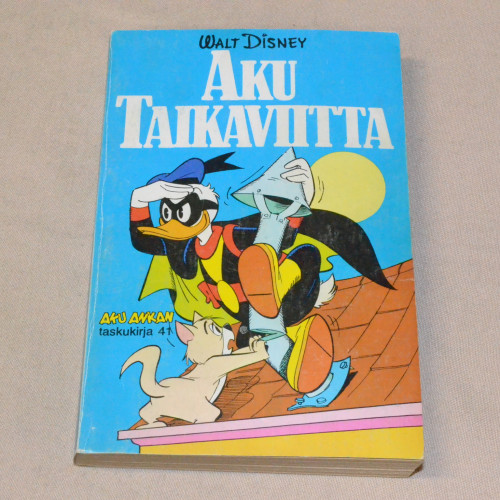 WALT DISNEY
AKU
TAIKAVIITTA
AKU ANKAN
taskukirja 41